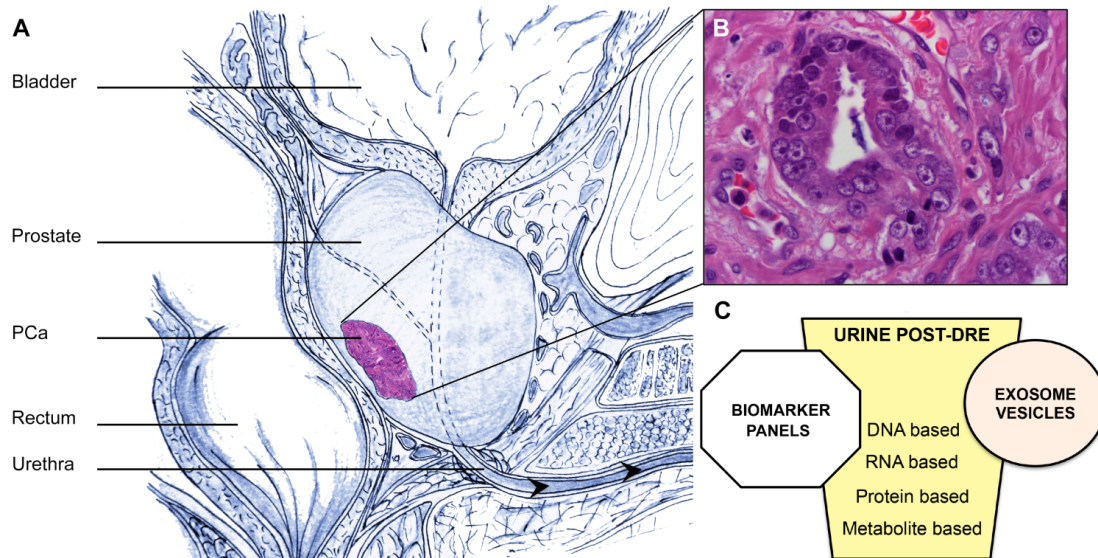 A
Bladder
Prostate
PCa
Rectum
Urethra
B
C
URINE POST-DRE
BIOMARKER
PANELS
EXOSOME
VESICLES
DNA based
RNA based
Protein based
Metabolite based